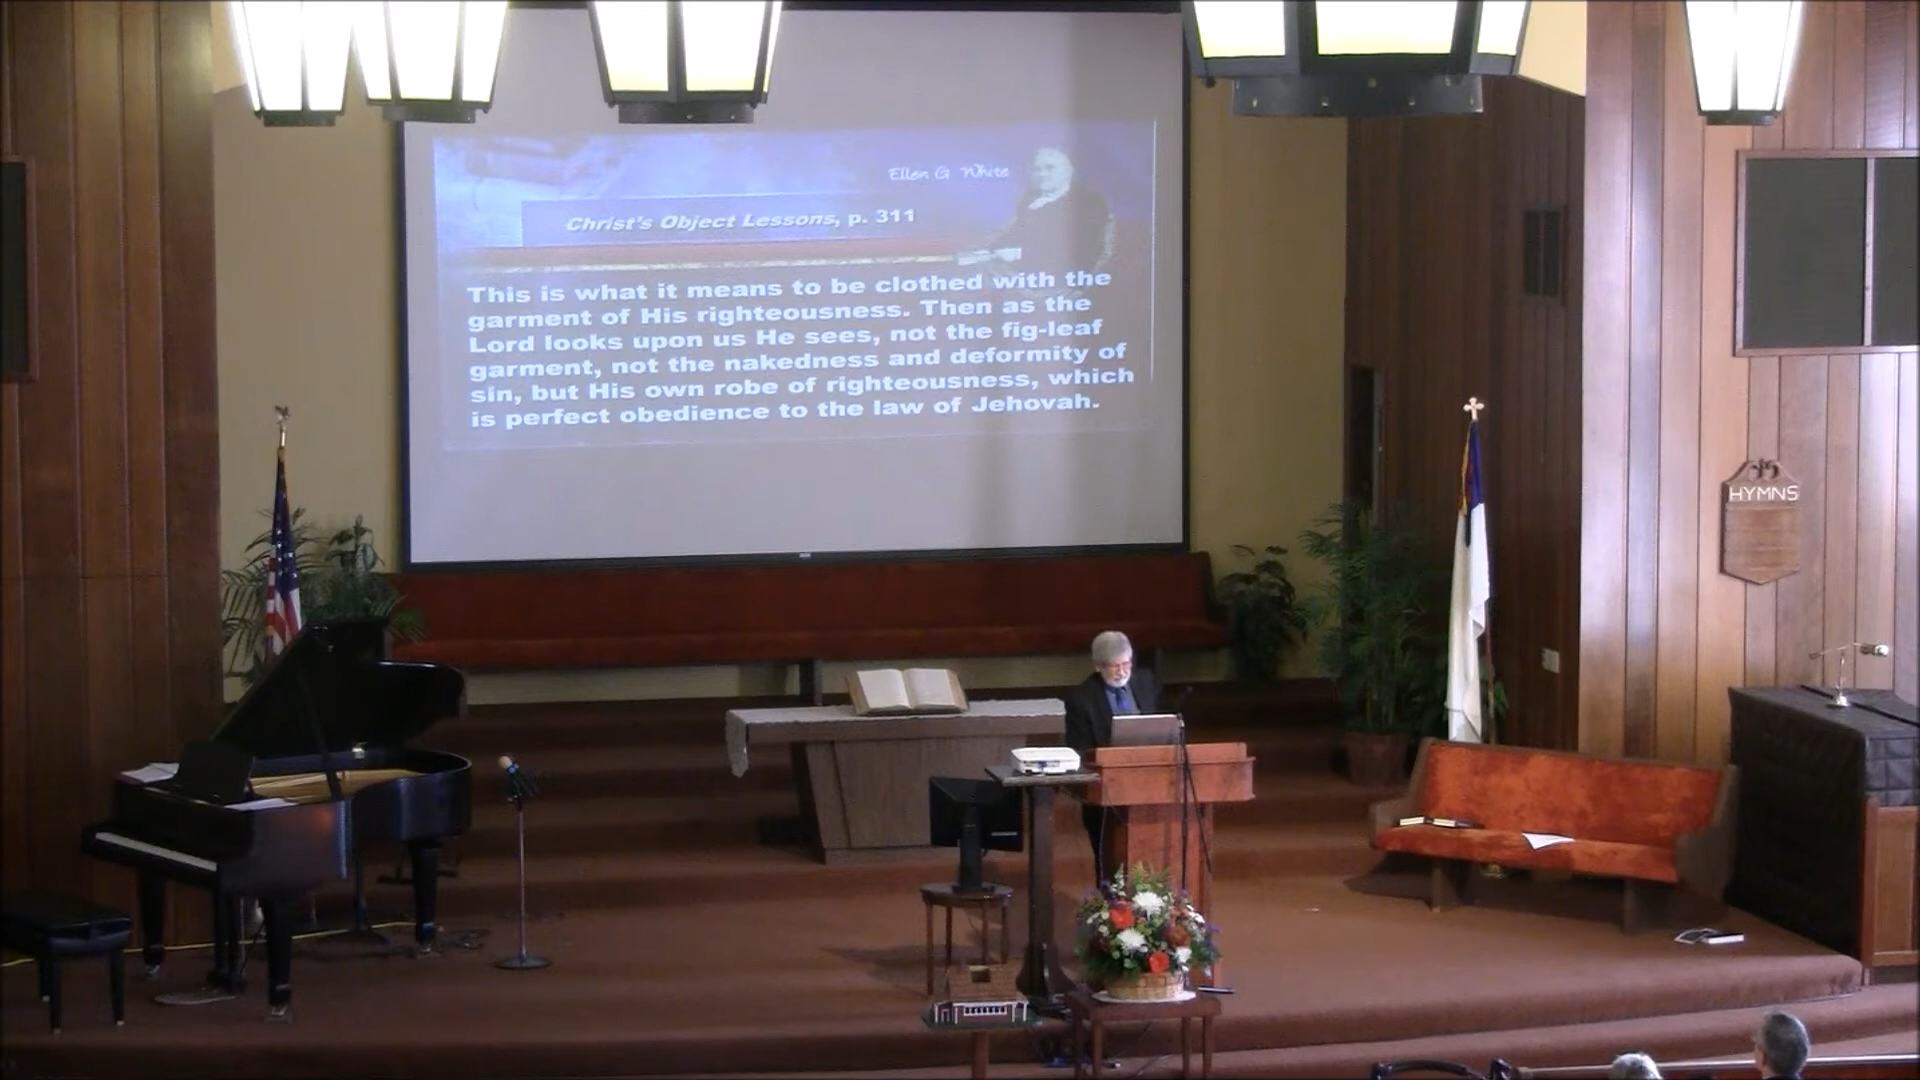 Ellen G White
Christ's Object Lessons, p. 311
This is what it means to be clothed with the
garment of His righteousness. Then as the
Lord looks upon us He sees, not the fig-leaf
garment, not the nakedness and deformity of
sin, but His own robe of righteousness, which
is perfect obedience to the law of Jehovah.
HYMNS